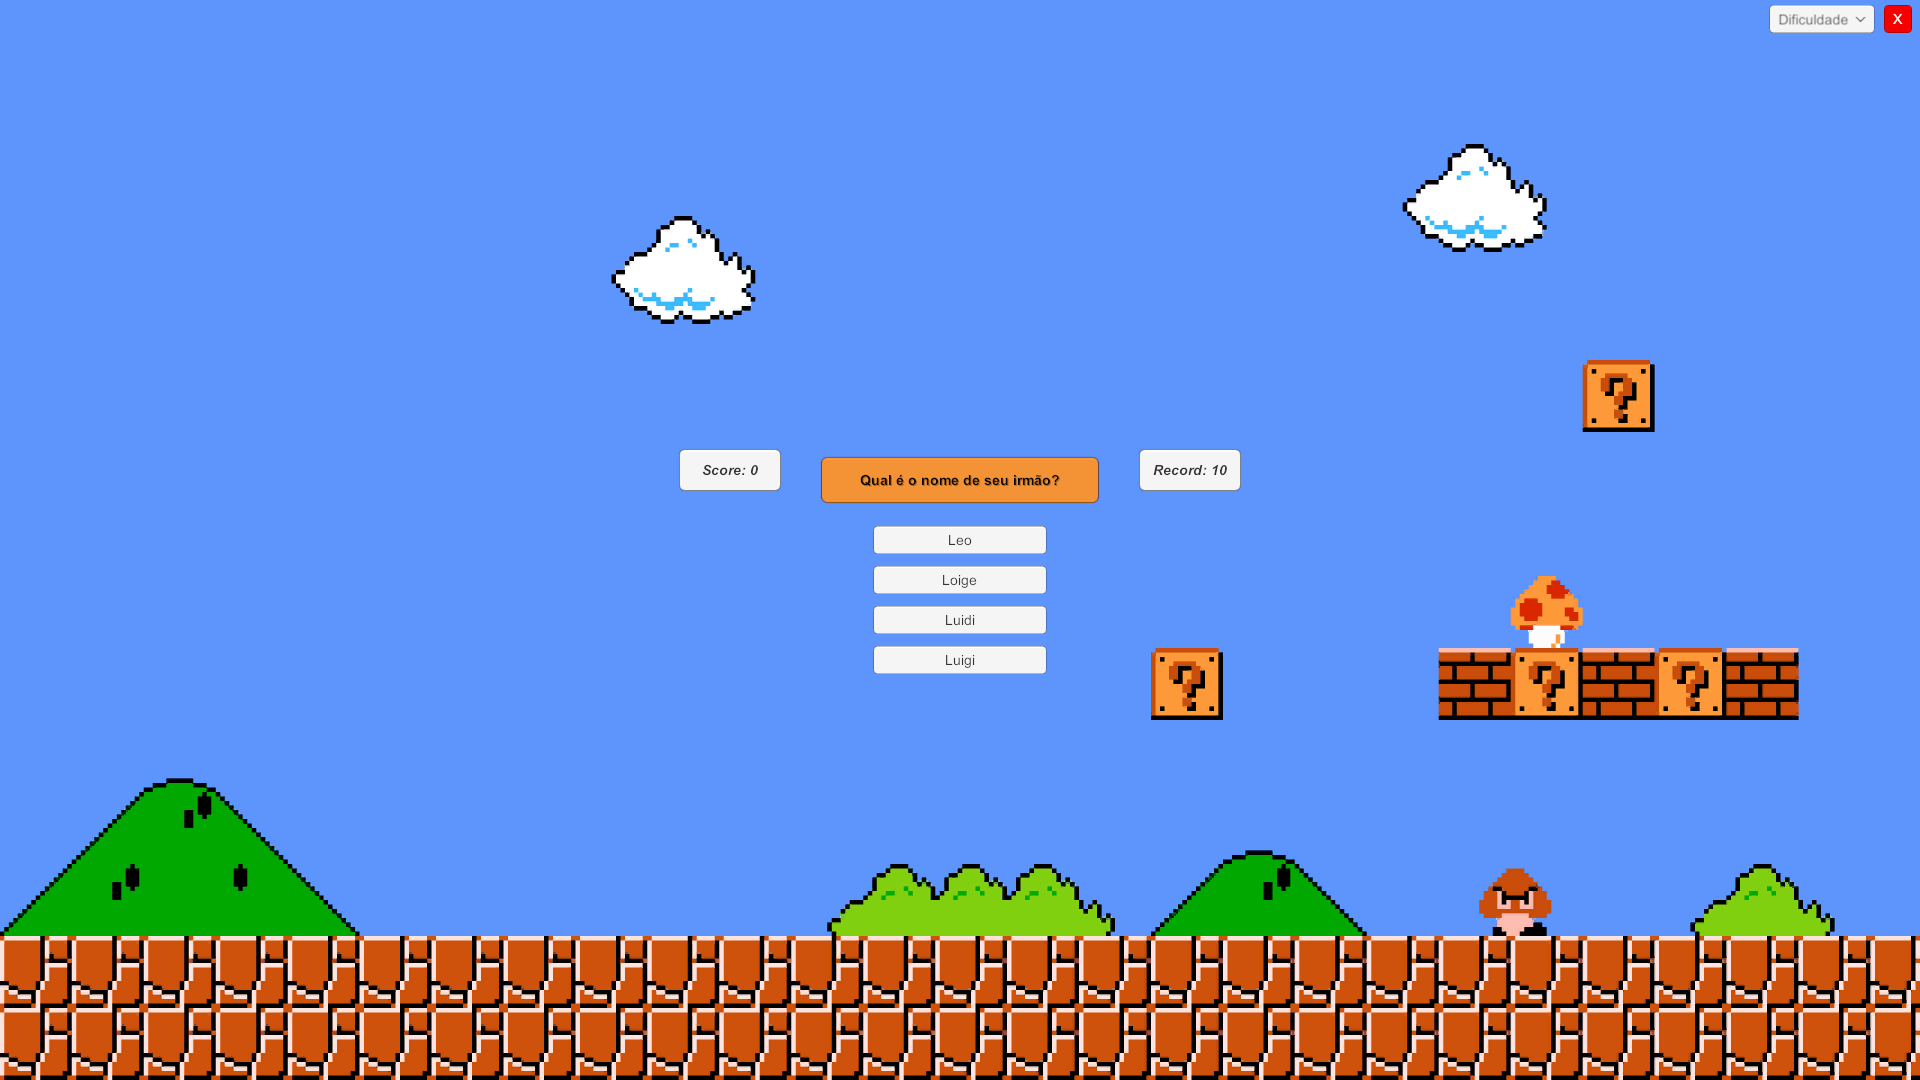 Dificuldade
X
Score: 0
Qual é o nome de seu irmão?
Record: 10
Leo
Loige
Luidi
Luigi
?
?
?
?